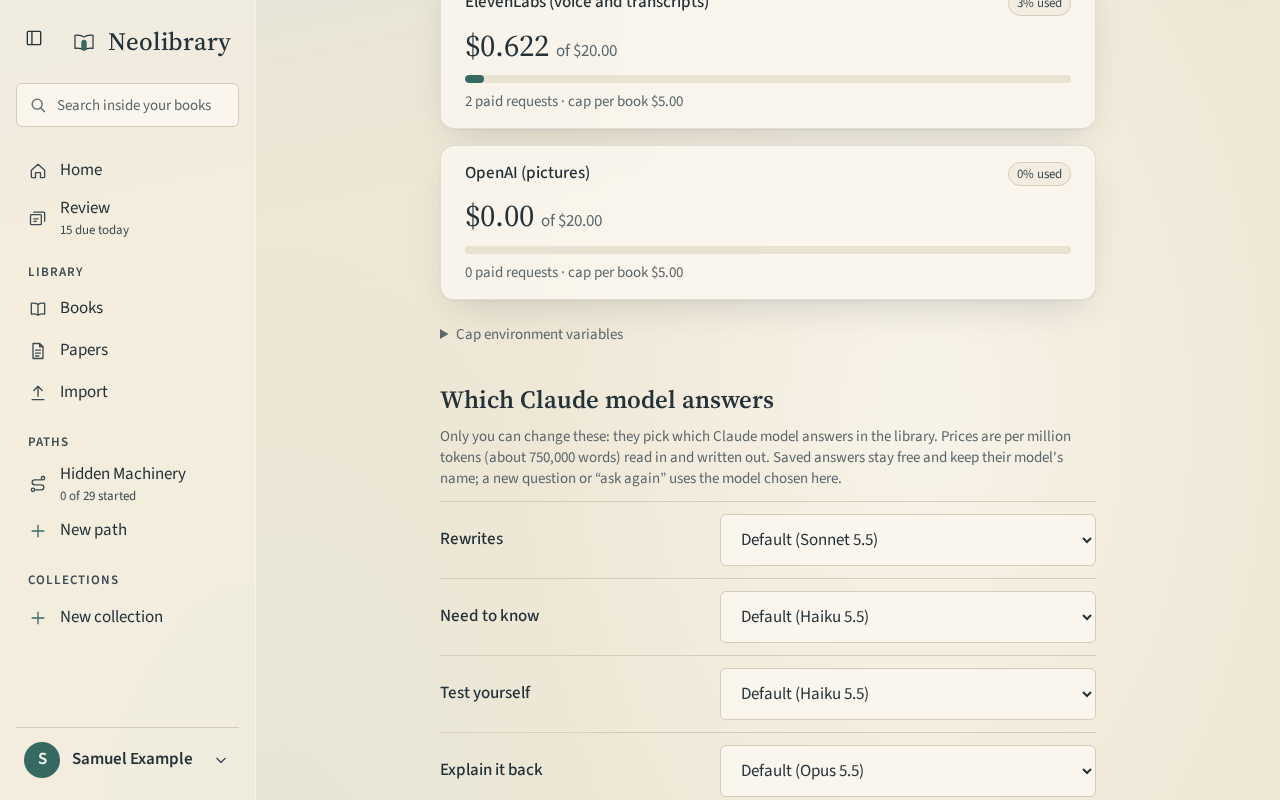 Neolibrary
Search inside your books
Home
Review
15 due today
LIBRARY
Books
Papers
Import
PATHS
Hidden Machinery
0 of 29 started
New path
COLLECTIONS
New collection
S
Samuel Example
ElevenLabs (voice and transcripts)
3% used
$0.622 of $20.00
2 paid requests · cap per book $5.00
OpenAI (pictures)
0% used
$0.00 of $20.00
0 paid requests · cap per book $5.00
Cap environment variables
Which Claude model answers
Only you can change these: they pick which Claude model answers in the library. Prices are per million
tokens (about 750,000 words) read in and written out. Saved answers stay free and keep their model's
name; a new question or “ask again” uses the model chosen here.
Rewrites
Default (Sonnet 5.5)
Need to know
Default (Haiku 5.5)
Test yourself
Default (Haiku 5.5)
Explain it back
Default (Opus 5.5)